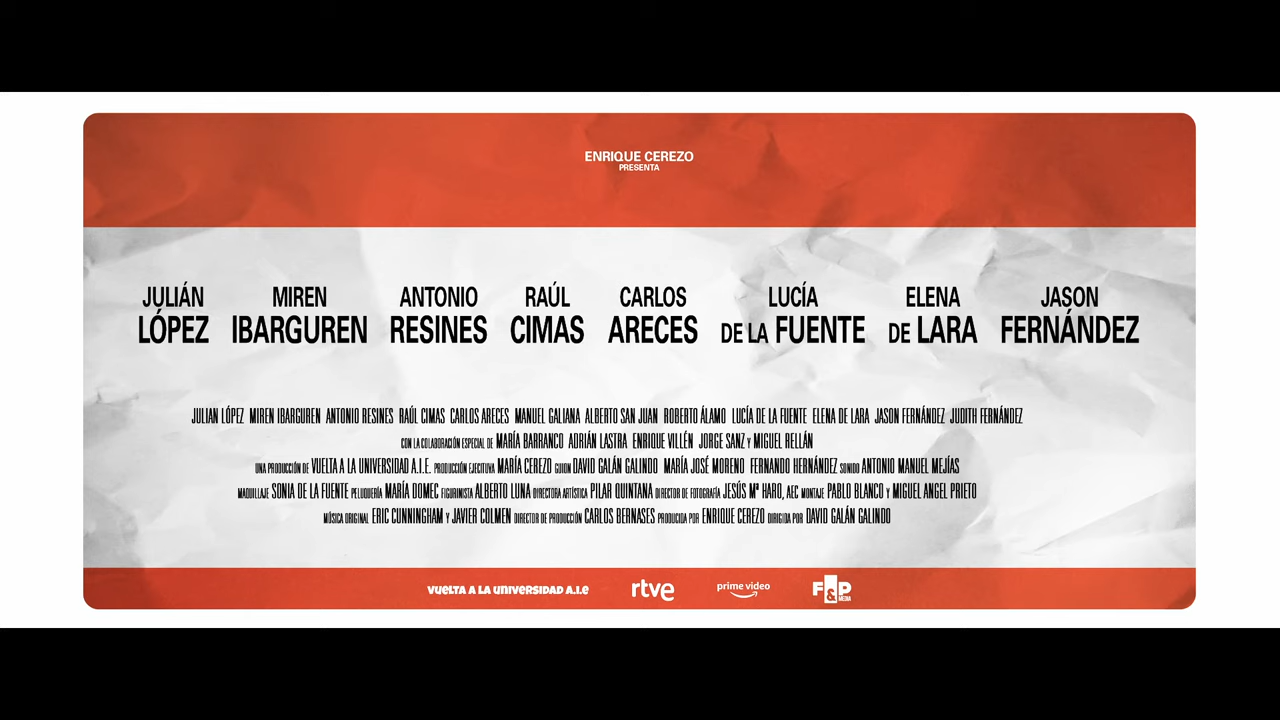 ENRIQUE CEREZO
PRESENTA
JULIÁN LÓPEZ
MIREN IBARGUREN
ANTONIO RESINES
RAÚL CIMAS
CARLOS ARECES
LUCÍA DE LA FUENTE
ELENA DE LARA
JASON FERNÁNDEZ
JULIAN LÓPEZ MIREN IBARGUREN ANTONIO RESINES RAÚL CIMAS CARLOS ARECES MANUEL GALIANA ALBERTO SAN JUAN ROBERTO ÁLAMO LUCÍA DE LA FUENTE ELENA DE LARA JASON FERNÁNDEZ JUDITH FERNÁNDEZ
CON LA COLABORACIÓN ESPECIAL DE MARÍA BARRANCO ADRIÁN LASTRA ENRIQUE VILLÉN JORGE SANZ Y MIGUEL RELLÁN
UNA PRODUCCIÓN DE VUELTA A LA UNIVERSIDAD A.I.E. PRODUCCIÓN EJECUTIVA MARÍA CEREZO GUION DAVID GALÁN GALINDO MARÍA JOSÉ MORENO FERNANDO HERNÁNDEZ SONIDO ANTONIO MANUEL MEJÍAS
MAQUILLAJE SONIA DE LA FUENTE PELUQUERÍA MARÍA DOMEC FIGURINISTA ALBERTO LUNA DIRECTORA ARTÍSTICA PILAR QUINTANA DIRECTOR DE FOTOGRAFÍA JESÚS Mª HARO, AEC MONTAJE PABLO BLANCO Y MIGUEL ANGEL PRIETO
MÚSICA ORIGINAL ERIC CUNNINGHAM Y JAVIER COLMEN DIRECTOR DE PRODUCCIÓN CARLOS BERNASES PRODUCIDA POR ENRIQUE CEREZO DIRIGIDA POR DAVID GALÁN GALINDO
VUELTA A LA UNIVERSIDAD A.I.E rtve prime video F&P MEDIA